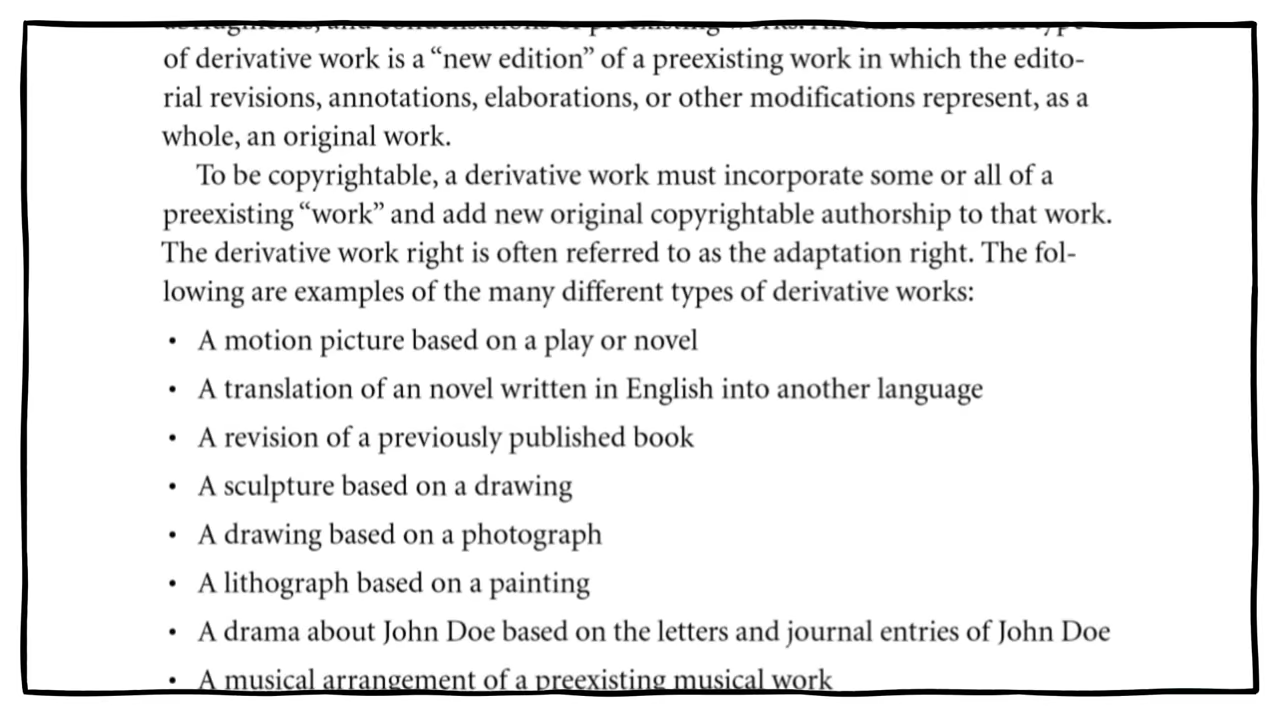 of derivative work is a “new edition” of a preexisting work in which the edito-
rial revisions, annotations, elaborations, or other modifications represent, as a
whole, an original work.
To be copyrightable, a derivative work must incorporate some or all of a
preexisting “work” and add new original copyrightable authorship to that work.
The derivative work right is often referred to as the adaptation right. The fol-
lowing are examples of the many different types of derivative works:
• A motion picture based on a play or novel
• A translation of an novel written in English into another language
• A revision of a previously published book
• A sculpture based on a drawing
• A drawing based on a photograph
• A lithograph based on a painting
• A drama about John Doe based on the letters and journal entries of John Doe
• A musical arrangement of a preexisting musical work